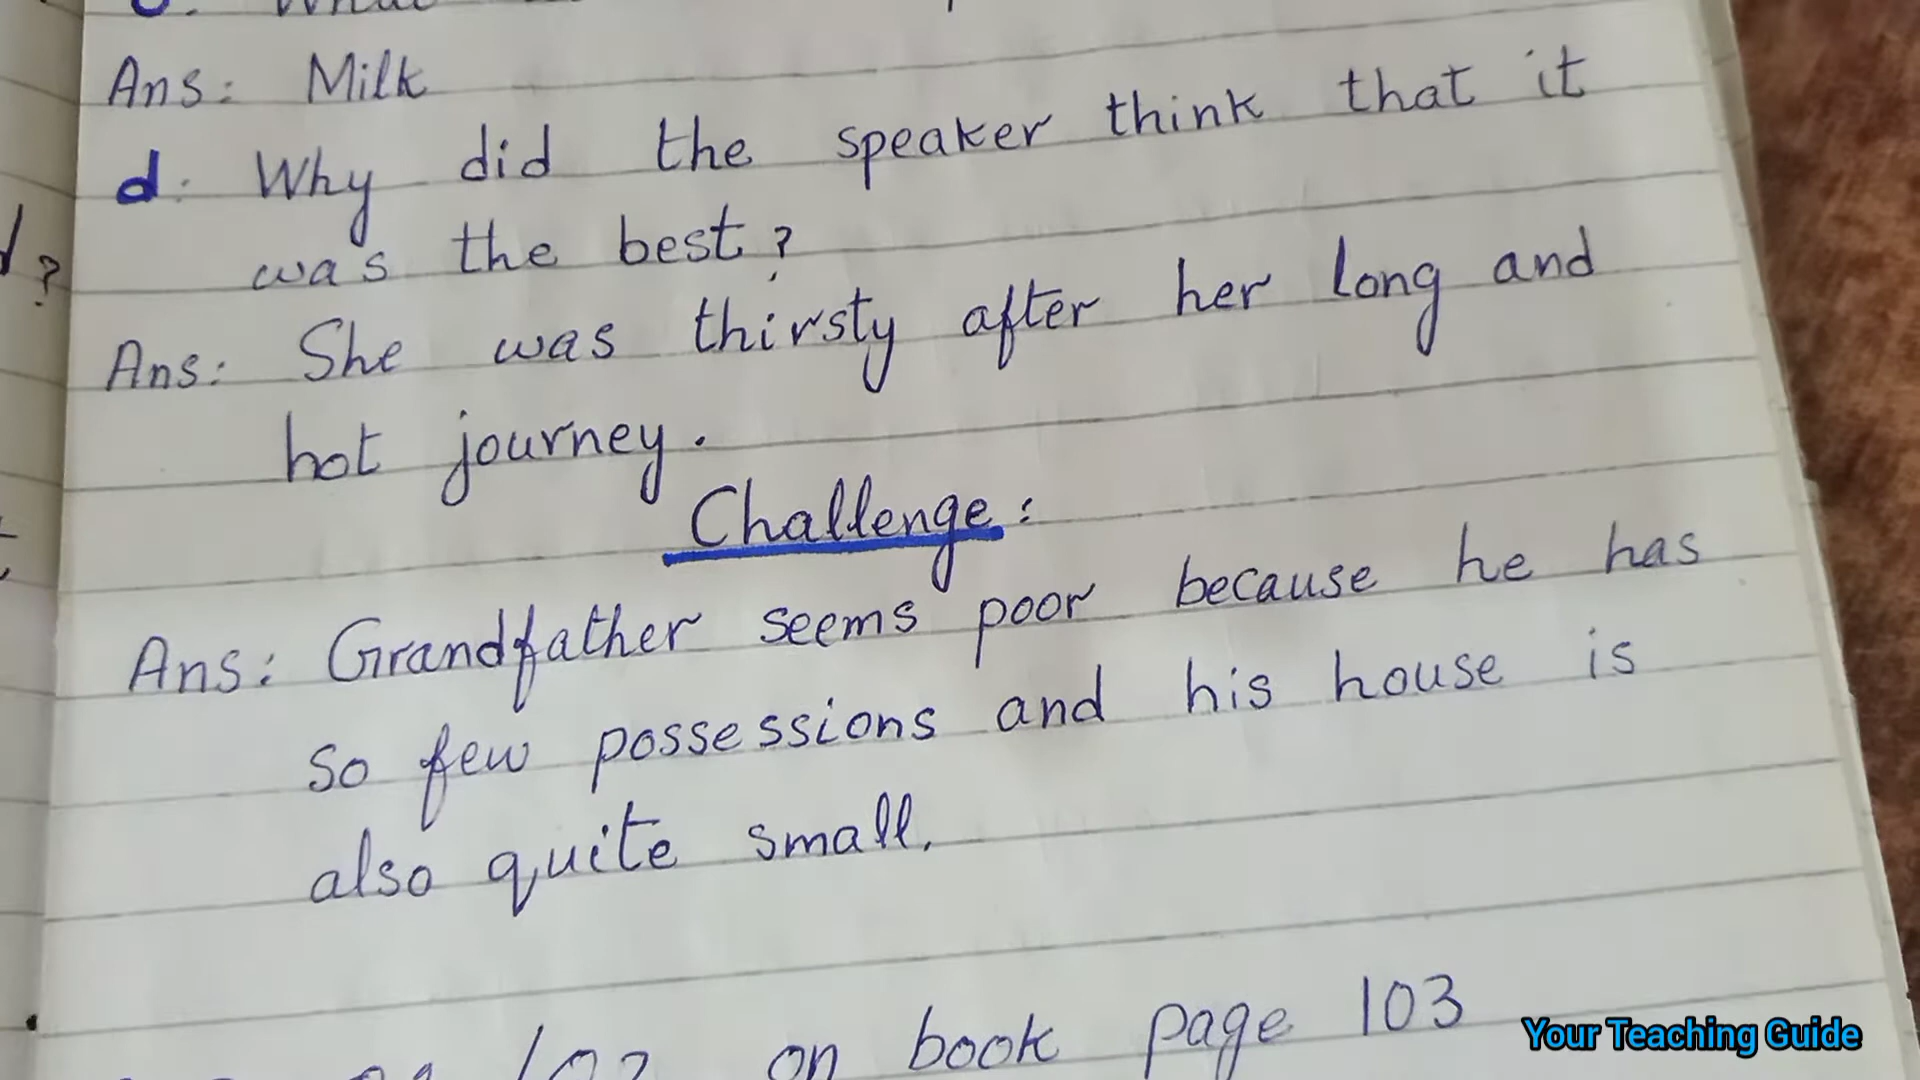 Ans: Milk
d. Why did the speaker think that it
was the best?
Ans: She was thirsty after her long and
hot journey.
Challenge:
Ans: Grandfather seems poor because he has
so few possessions and his house is
also quite small.
on book page 103
Your Teaching Guide